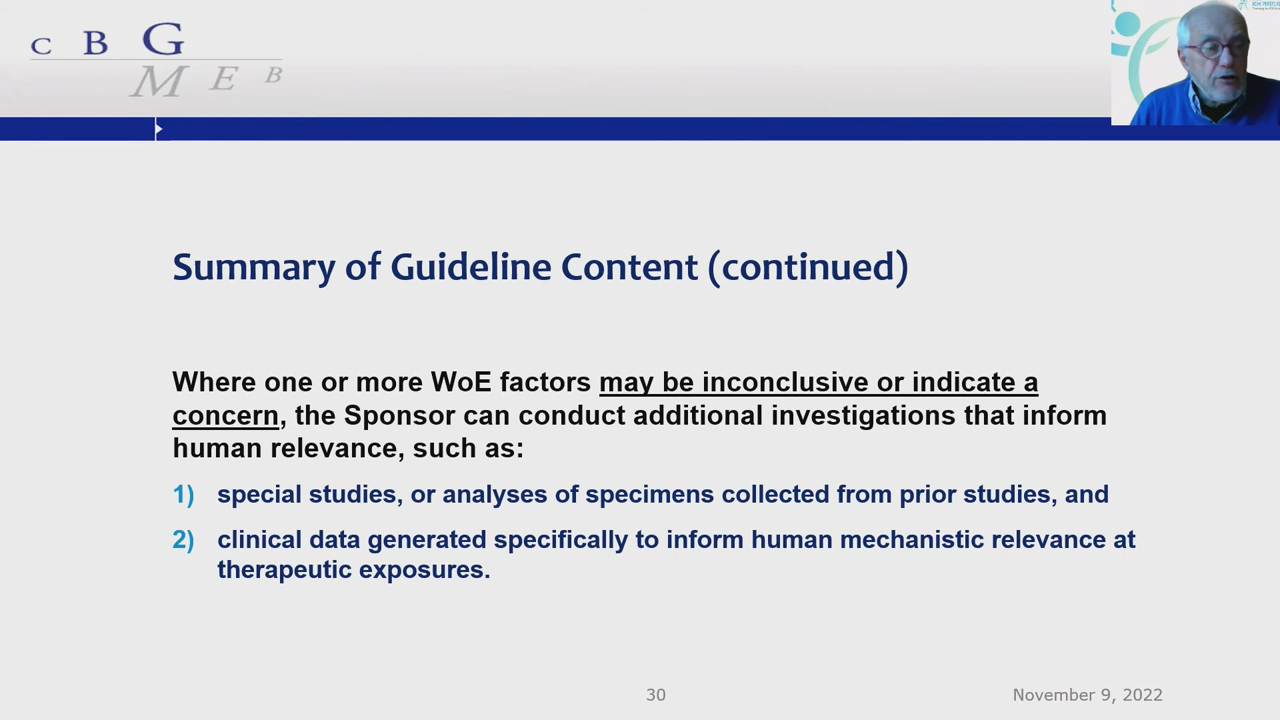 C B G
M E B
Summary of Guideline Content (continued)
Where one or more WoE factors may be inconclusive or indicate a
concern, the Sponsor can conduct additional investigations that inform
human relevance, such as:
1) special studies, or analyses of specimens collected from prior studies, and
2) clinical data generated specifically to inform human mechanistic relevance at
therapeutic exposures.
30
November 9, 2022